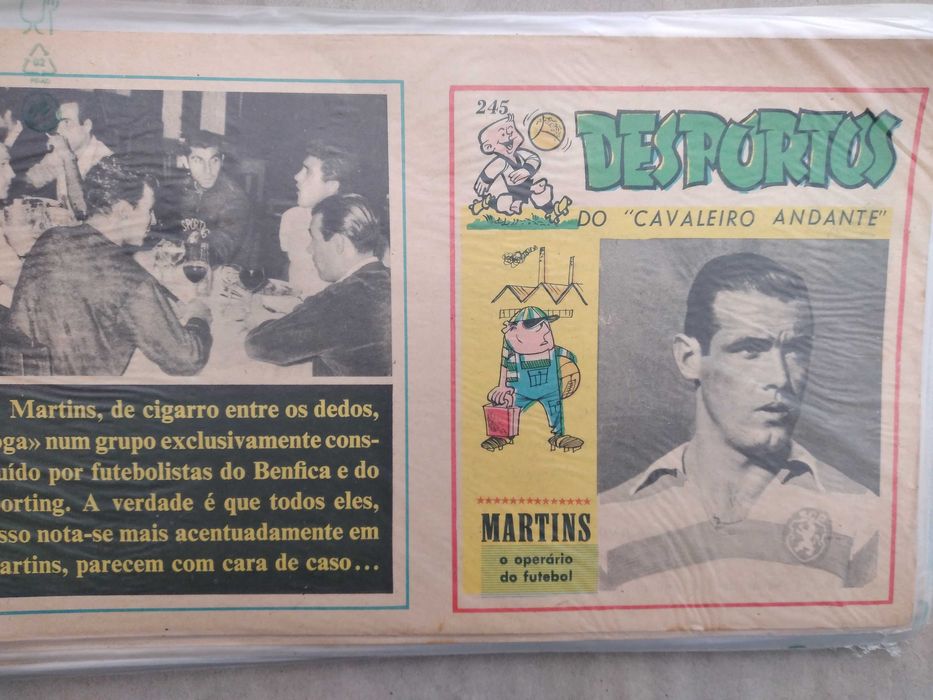 Martins, de cigarro entre os dedos,
oga» num grupo exclusivamente cons-
uído por futebolistas do Benfica e do
orting. A verdade é que todos eles,
sso nota-se mais acentuadamente em
artins, parecem com cara de caso...
245
DESPORTOS
DO "CAVALEIRO ANDANTE"
MARTINS
o operário
do futebol